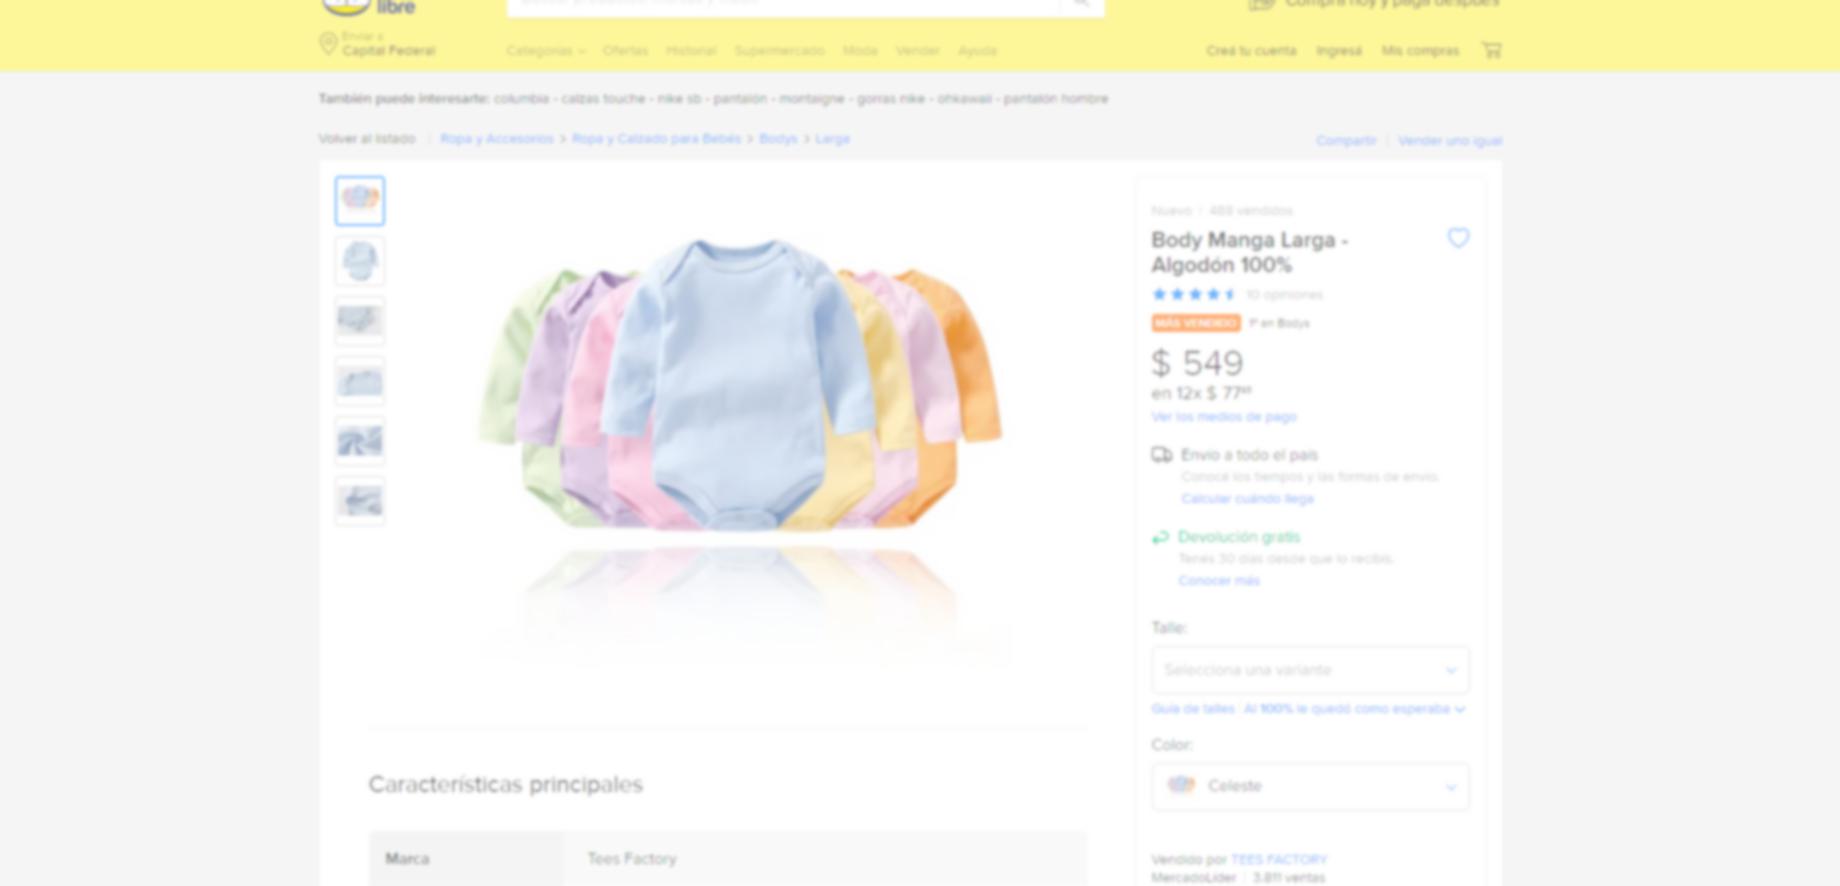 libre
Compra hoy y paga después
Enviar a
Capital Federal
Categorías Ofertas Historial Supermercado Moda Vender Ayuda
Creá tu cuenta Ingresá Mis compras
También puede interesarte: columbia - calzas touche - nike sb - pantalón - montaigne - gorras nike - ohkawaii - pantalón hombre
Volver al listado | Ropa y Accesorios > Ropa y Calzado para Bebés > Bodys > Large
Compartir | Vender uno igual
Nuevo | 488 vendidos
Body Manga Larga -
Algodón 100%
10 opiniones
MÁS VENDIDO 1º en Bodys
$ 549
en 12x $ 77
Ver los medios de pago
Envío a todo el país
Conocé los tiempos y las formas de envío.
Calcular cuándo llega
Devolución gratis
Tenés 30 días desde que lo recibís.
Conocer más
Talle:
Selecciona una variante
Guía de talles Al 100% le quedó como esperaba
Color:
Celeste
Características principales
Marca Tees Factory
Vendido por TEES FACTORY
MercadoLíder | 3.811 ventas